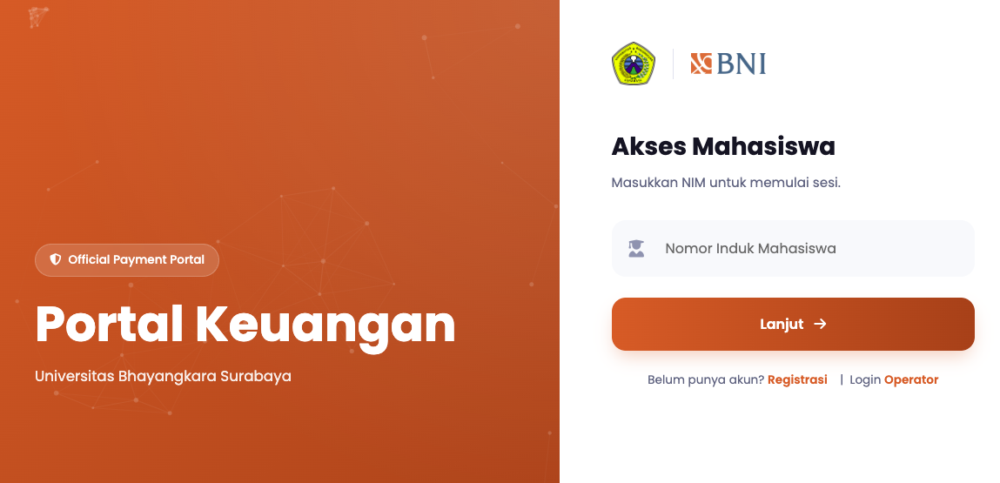 Official Payment Portal
Portal Keuangan
Universitas Bhayangkara Surabaya
BNI
Akses Mahasiswa
Masukkan NIM untuk memulai sesi.
Nomor Induk Mahasiswa
Lanjut →
Belum punya akun? Registrasi | Login Operator